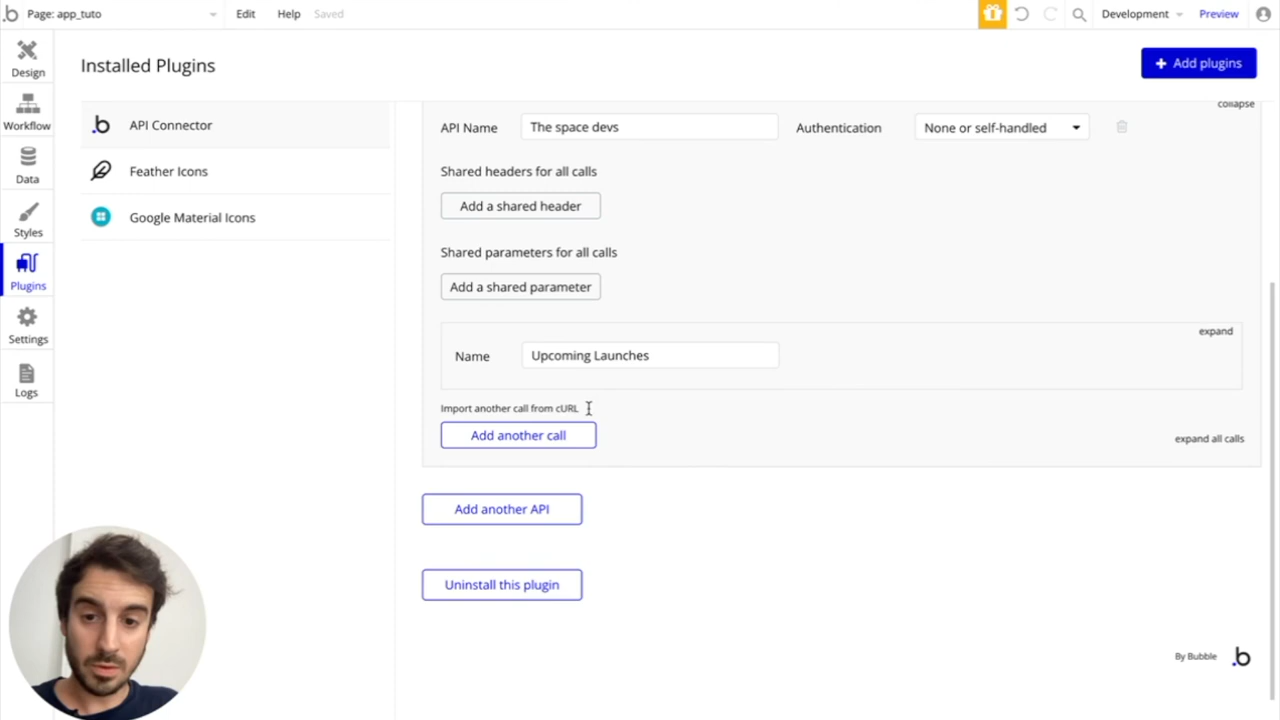 Page: app_tuto
Edit
Help
Saved
Development
Preview
Design
Workflow
Data
Styles
Plugins
Settings
Logs
Installed Plugins
+ Add plugins
API Connector
Feather Icons
Google Material Icons
collapse
API Name
The space devs
Authentication
None or self-handled
Shared headers for all calls
Add a shared header
Shared parameters for all calls
Add a shared parameter
expand
Name
Upcoming Launches
Import another call from cURL
Add another call
expand all calls
Add another API
Uninstall this plugin
By Bubble